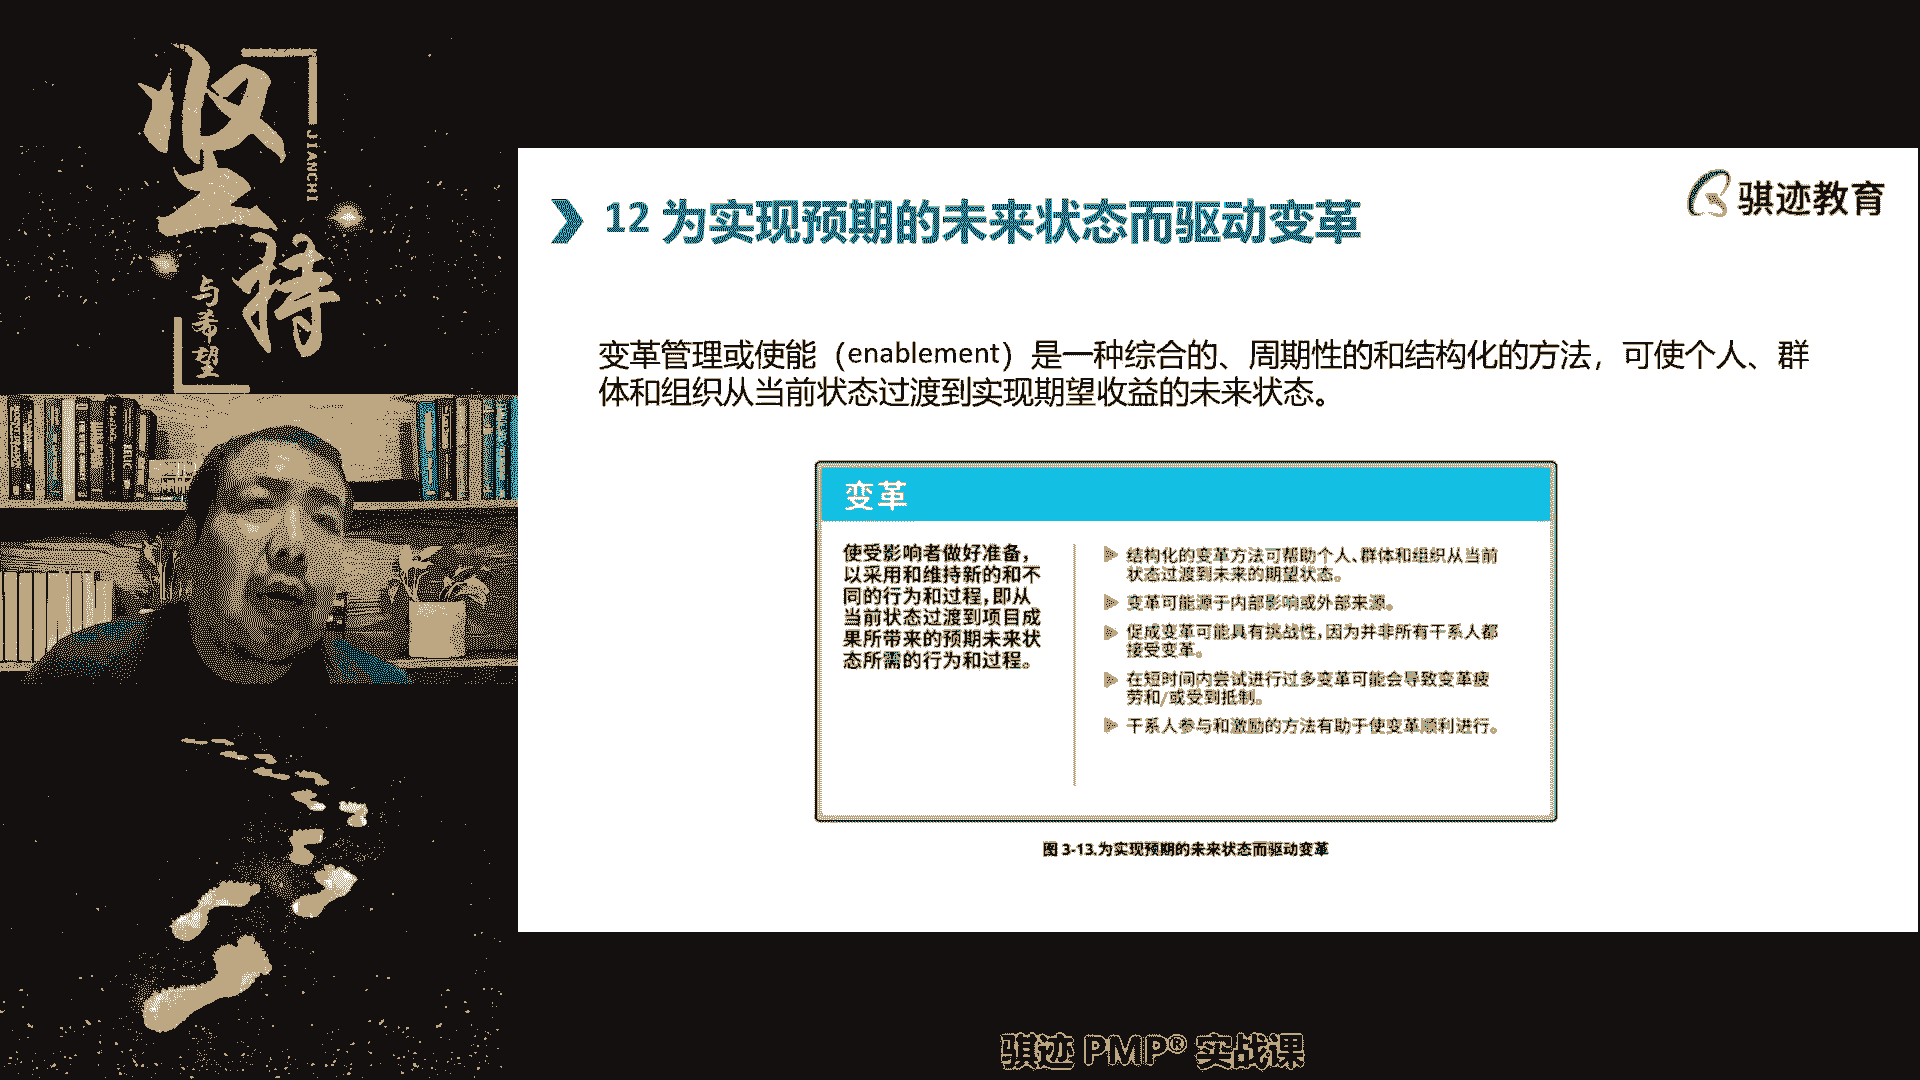 坚持
JIANCHI
与希望
骐迹教育
12 为实现预期的未来状态而驱动变革
变革管理或使能（enablement）是一种综合的、周期性的和结构化的方法，可使个人、群
体和组织从当前状态过渡到实现期望收益的未来状态。
变革
使受影响者做好准备，
以采用和维持新的和不
同的行为和过程，即从
当前状态过渡到项目成
果所带来的预期未来状
态所需的行为和过程。
结构化的变革方法可帮助个人、群体和组织从当前
状态过渡到未来的期望状态。
变革可能源于内部影响或外部来源。
促成变革可能具有挑战性，因为并非所有干系人都
接受变革。
在短时间内尝试进行过多变革可能会导致变革疲
劳和/或受到抵制。
干系人参与和激励的方法有助于使变革顺利进行。
图 3-13.为实现预期的未来状态而驱动变革
骐迹 PMP® 实战课